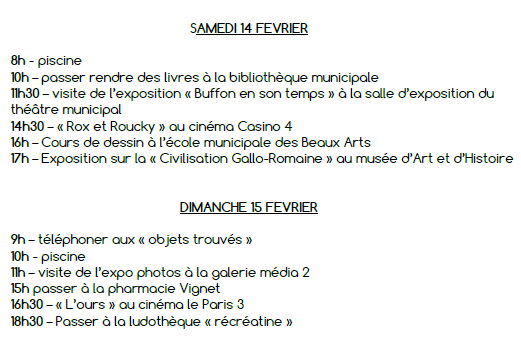 SAMEDI 14 FEVRIER
8h - piscine
10h – passer rendre des livres à la bibliothèque municipale
11h30 – visite de l'exposition « Buffon en son temps » à la salle d'exposition du
théâtre municipal
14h30 – « Rox et Roucky » au cinéma Casino 4
16h – Cours de dessin à l'école municipale des Beaux Arts
17h – Exposition sur la « Civilisation Gallo-Romaine » au musée d'Art et d'Histoire
DIMANCHE 15 FEVRIER
9h – téléphoner aux « objets trouvés »
10h - piscine
11h – visite de l'expo photos à la galerie média 2
15h passer à la pharmacie Vignet
16h30 – « L'ours » au cinéma le Paris 3
18h30 – Passer à la ludothèque « récréatine »